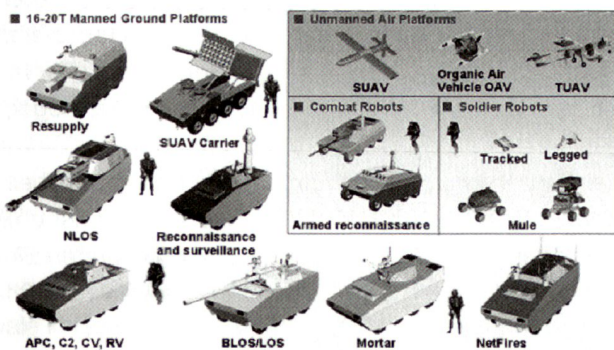 16-20T Manned Ground Platforms
Unmanned Air Platforms
SUAV
Organic Air
Vehicle OAV
TUAV
Resupply
SUAV Carrier
Combat Robots
Soldier Robots
Tracked
Legged
NLOS
Reconnaissance
and surveillance
Armed reconnaissance
Mule
APC, C2, CV, RV
BLOS/LOS
Mortar
NetFires